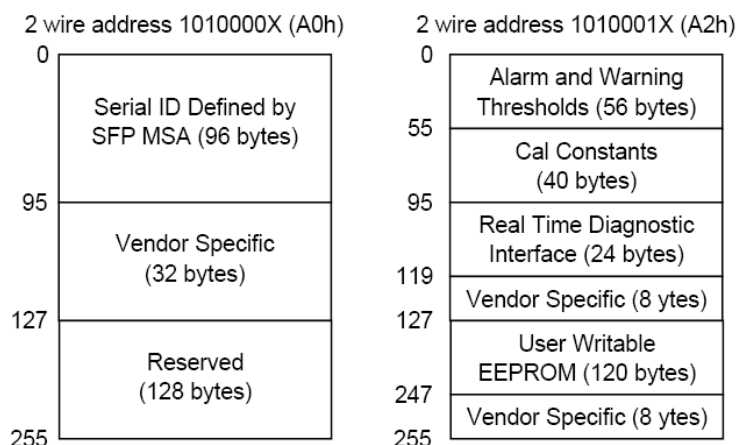 2 wire address 1010000X (A0h)
0
Serial ID Defined by
SFP MSA (96 bytes)
95
Vendor Specific
(32 bytes)
127
Reserved
(128 bytes)
255
2 wire address 1010001X (A2h)
0
Alarm and Warning
Thresholds (56 bytes)
55
Cal Constants
(40 bytes)
95
Real Time Diagnostic
Interface (24 bytes)
119
Vendor Specific (8 ytes)
127
User Writable
EEPROM (120 bytes)
247
Vendor Specific (8 ytes)
255